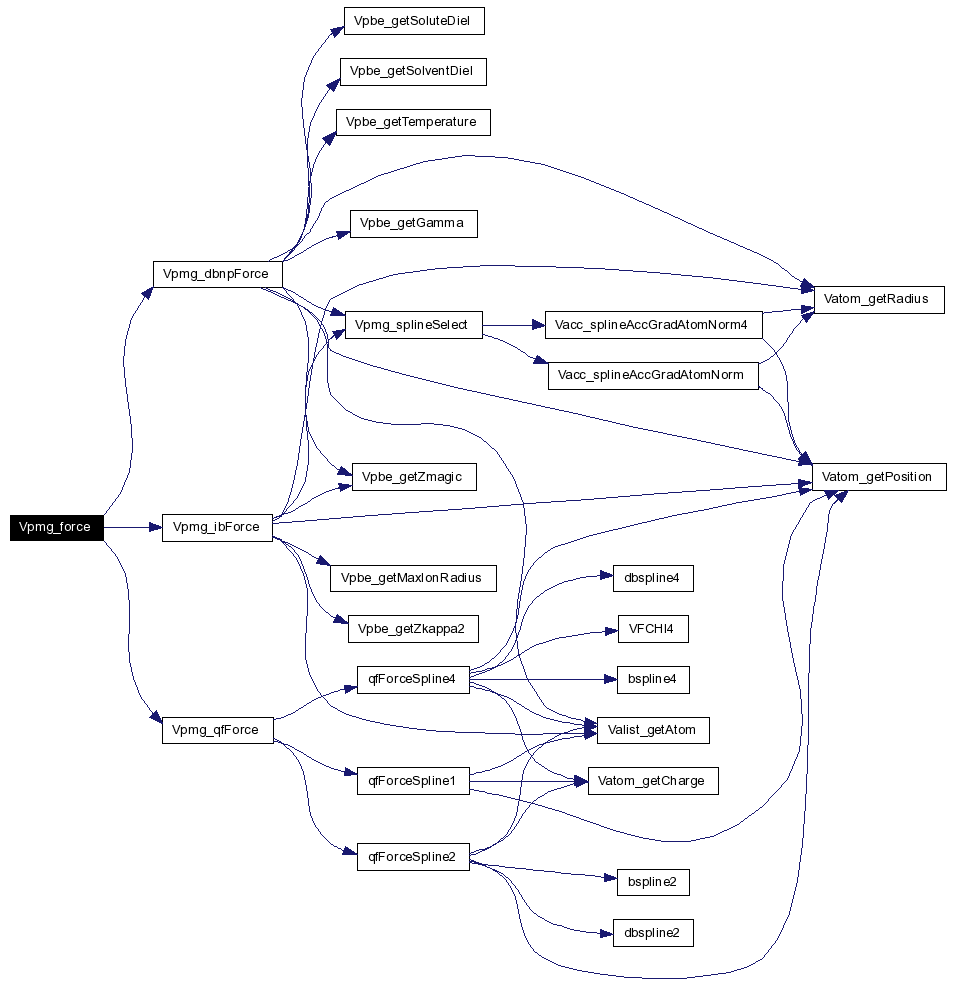 Vpbe_getSoluteDiel
Vpbe_getSolventDiel
Vpbe_getTemperature
Vpbe_getGamma
Vpmg_dbnpForce
Vatom_getRadius
Vpmg_splineSelect
Vacc_splineAccGradAtomNorm4
Vacc_splineAccGradAtomNorm
Vpbe_getZmagic
Vatom_getPosition
Vpmg_force
Vpmg_ibForce
Vpbe_getMaxIonRadius
dbspline4
Vpbe_getZkappa2
VFCHI4
qfForceSpline4
bspline4
Vpmg_qfForce
Valist_getAtom
qfForceSpline1
Vatom_getCharge
qfForceSpline2
bspline2
dbspline2